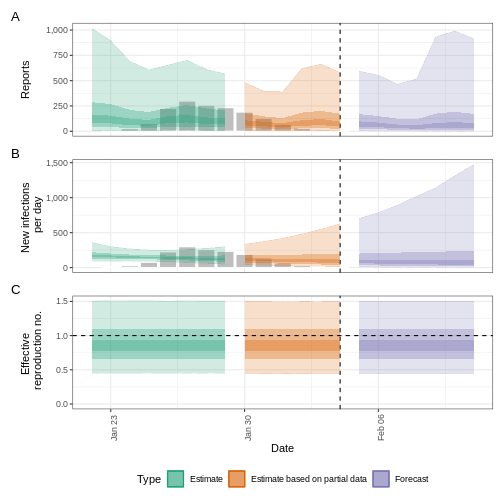 A
1,000
750
500
250
0
Reports
B
1,500
1,000
500
0
New infections
per day
C
1.5
1.0
0.5
0.0
Effective
reproduction no.
Jan 23
Jan 30
Feb 06
Date
Type
Estimate
Estimate based on partial data
Forecast